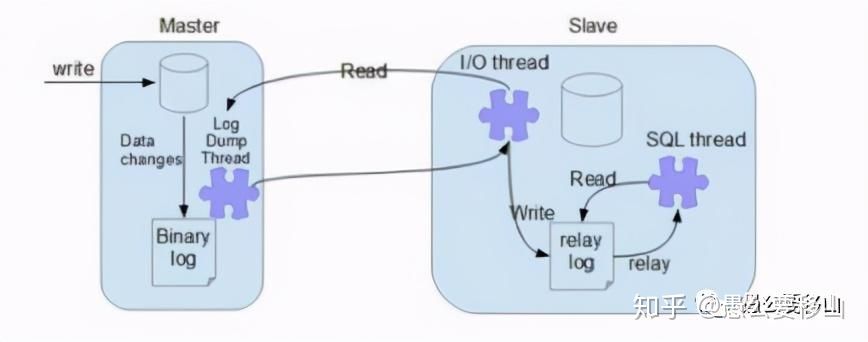 Master
Slave
write
Read
I/O thread
Log
Dump
Thread
Data
changes
SQL thread
Read
Write
Binary
log
relay
log
relay
知乎 @愚公要移山